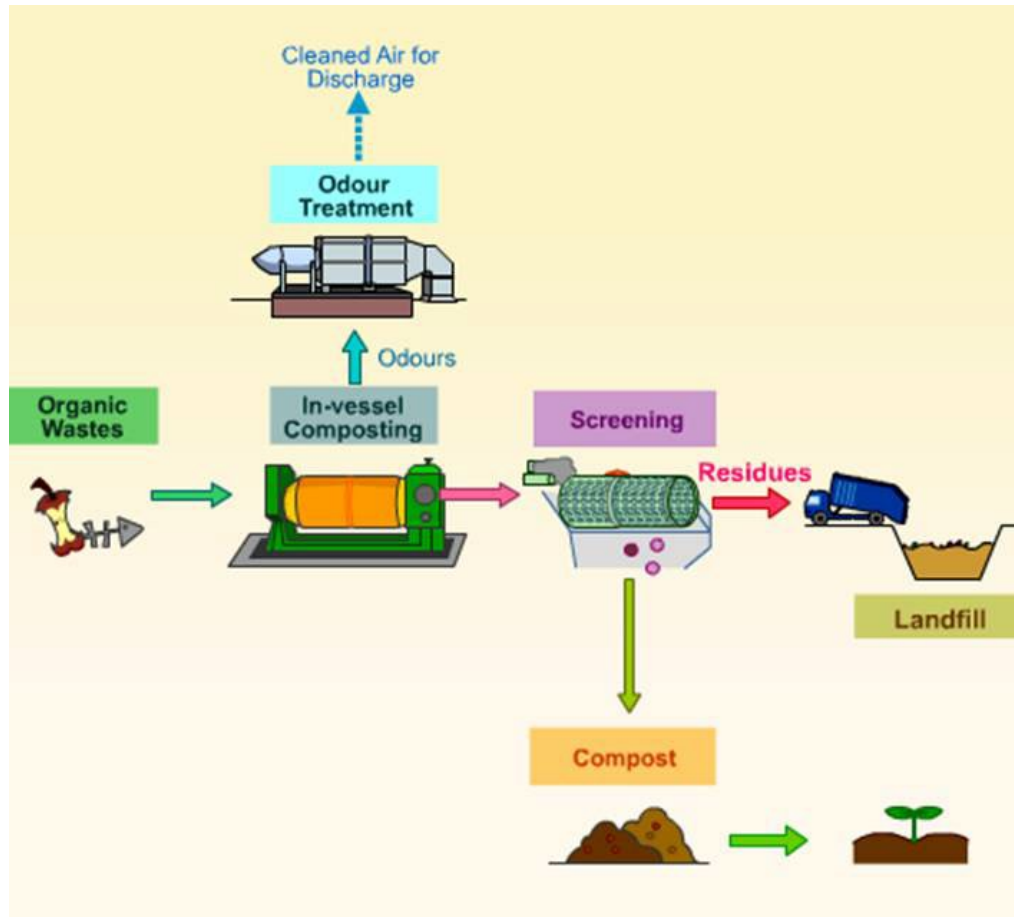 Cleaned Air for
Discharge
Odour
Treatment
Odours
Organic
Wastes
In-vessel
Composting
Screening
Residues
Landfill
Compost